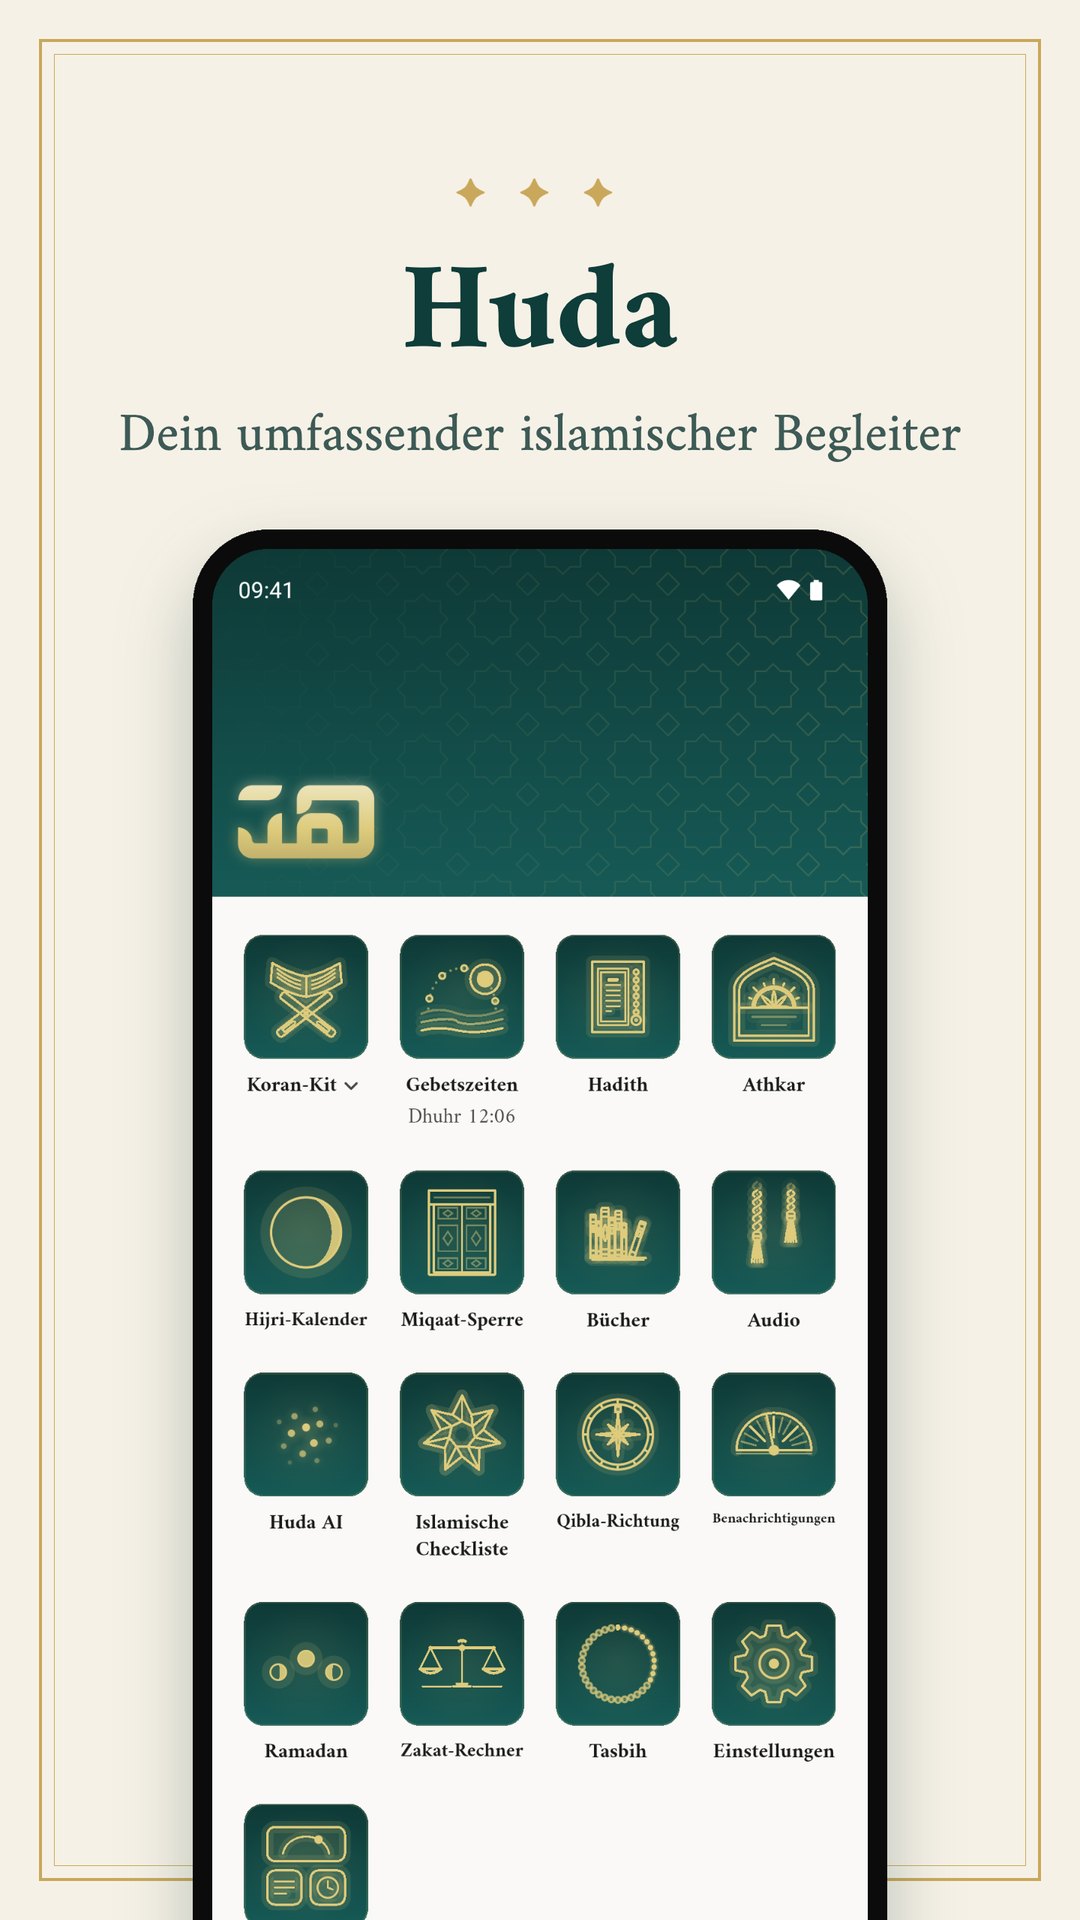 Huda
Dein umfassender islamischer Begleiter
09:41
هدى
Koran-Kit
Gebetszeiten
Hadith
Athkar
Dhuhr 12:06
Hijri-Kalender
Miqaat-Sperre
Bücher
Audio
Huda AI
Islamische
Checkliste
Qibla-Richtung
Benachrichtigungen
Ramadan
Zakat-Rechner
Tasbih
Einstellungen